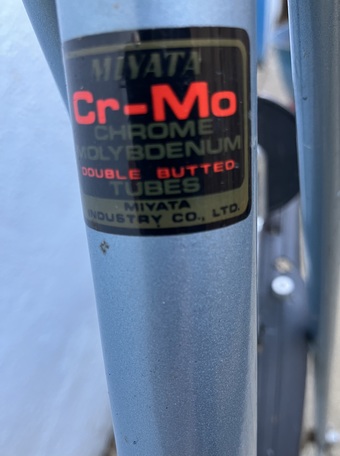 MIYATA
Cr-Mo
CHROME
MOLYBDENUM
DOUBLE BUTTED.
TUBES
MIYATA
INDUSTRY CO., LTD.